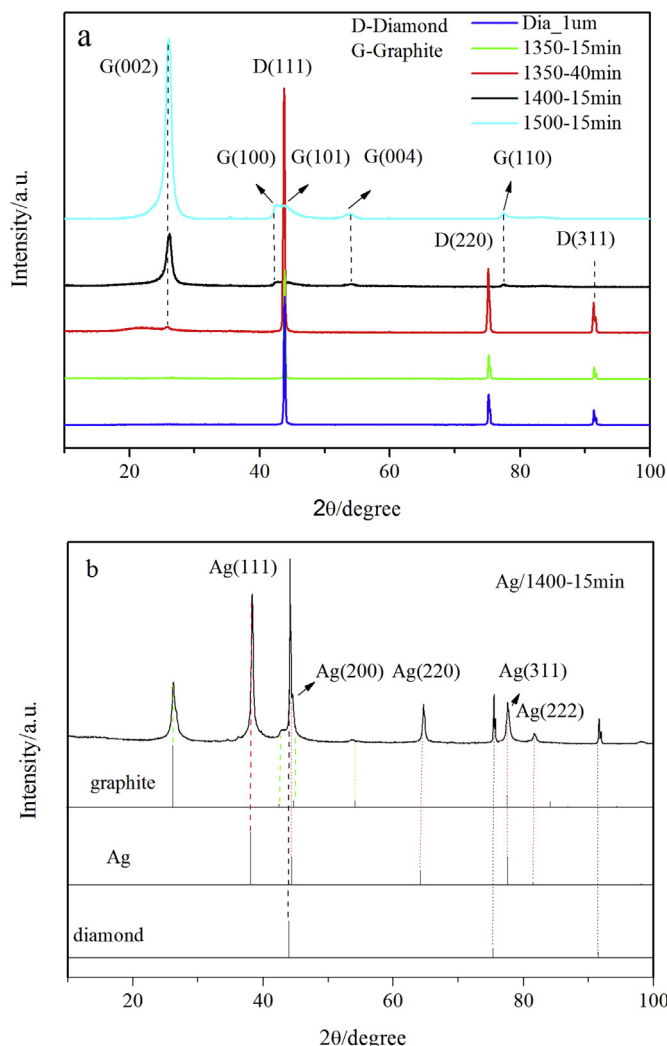 a
D-Diamond
G-Graphite
Dia_1um
1350-15min
1350-40min
1400-15min
1500-15min
G(002)
D(111)
G(100)
G(101)
G(004)
G(110)
D(220)
D(311)
Intensity/a.u.
20 40 60 80 100
2θ/degree
b
Ag(111)
Ag/1400-15min
Ag(200)
Ag(220)
Ag(311)
Ag(222)
graphite
Ag
diamond
Intensity/a.u.
20 40 60 80 100
2θ/degree